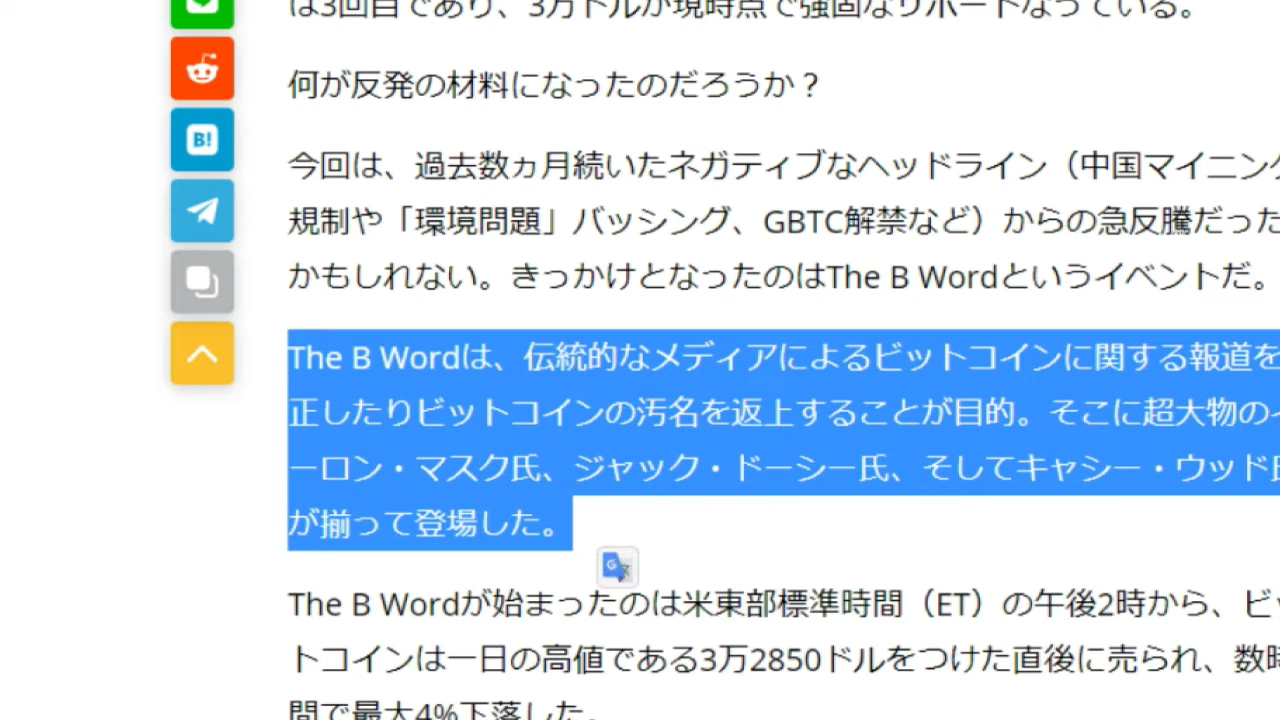 は3回目であり、3万ドルが現時点で強固なサポートなっている。
何が反発の材料になったのだろうか？
今回は、過去数ヵ月続いたネガティブなヘッドライン（中国マイニング
規制や「環境問題」バッシング、GBTC解禁など）からの急反騰だった
かもしれない。きっかけとなったのはThe B Wordというイベントだ。
The B Wordは、伝統的なメディアによるビットコインに関する報道を
正したりビットコインの汚名を返上することが目的。そこに超大物のイ
ーロン・マスク氏、ジャック・ドーシー氏、そしてキャシー・ウッド氏
が揃って登場した。
The B Wordが始まったのは米東部標準時間（ET）の午後2時から、ビッ
トコインは一日の高値である3万2850ドルをつけた直後に売られ、数時
間で最大4%下落した。
B!
G